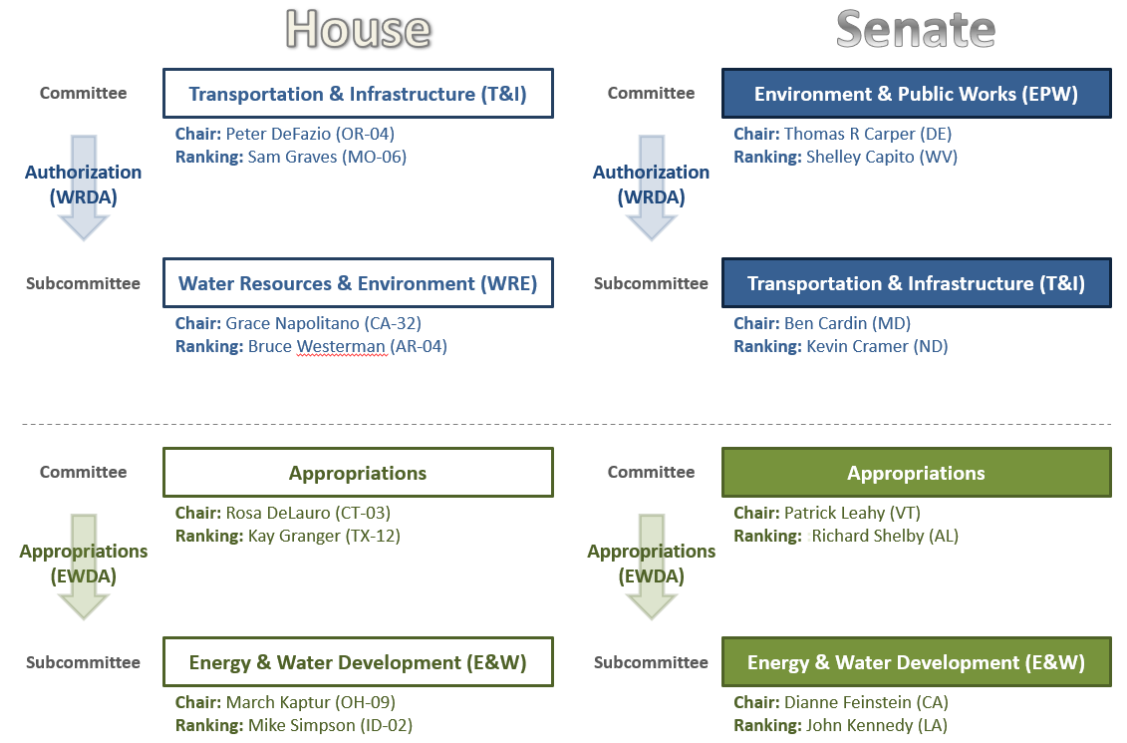 House
Committee
Transportation & Infrastructure (T&I)
Chair: Peter DeFazio (OR-04)
Ranking: Sam Graves (MO-06)
Authorization
(WRDA)
Subcommittee
Water Resources & Environment (WRE)
Chair: Grace Napolitano (CA-32)
Ranking: Bruce Westerman (AR-04)
Senate
Committee
Environment & Public Works (EPW)
Chair: Thomas R Carper (DE)
Ranking: Shelley Capito (WV)
Authorization
(WRDA)
Subcommittee
Transportation & Infrastructure (T&I)
Chair: Ben Cardin (MD)
Ranking: Kevin Cramer (ND)
Committee
Appropriations
Chair: Rosa DeLauro (CT-03)
Ranking: Kay Granger (TX-12)
Appropriations
(EWDA)
Subcommittee
Energy & Water Development (E&W)
Chair: March Kaptur (OH-09)
Ranking: Mike Simpson (ID-02)
Committee
Appropriations
Chair: Patrick Leahy (VT)
Ranking: Richard Shelby (AL)
Appropriations
(EWDA)
Subcommittee
Energy & Water Development (E&W)
Chair: Dianne Feinstein (CA)
Ranking: John Kennedy (LA)